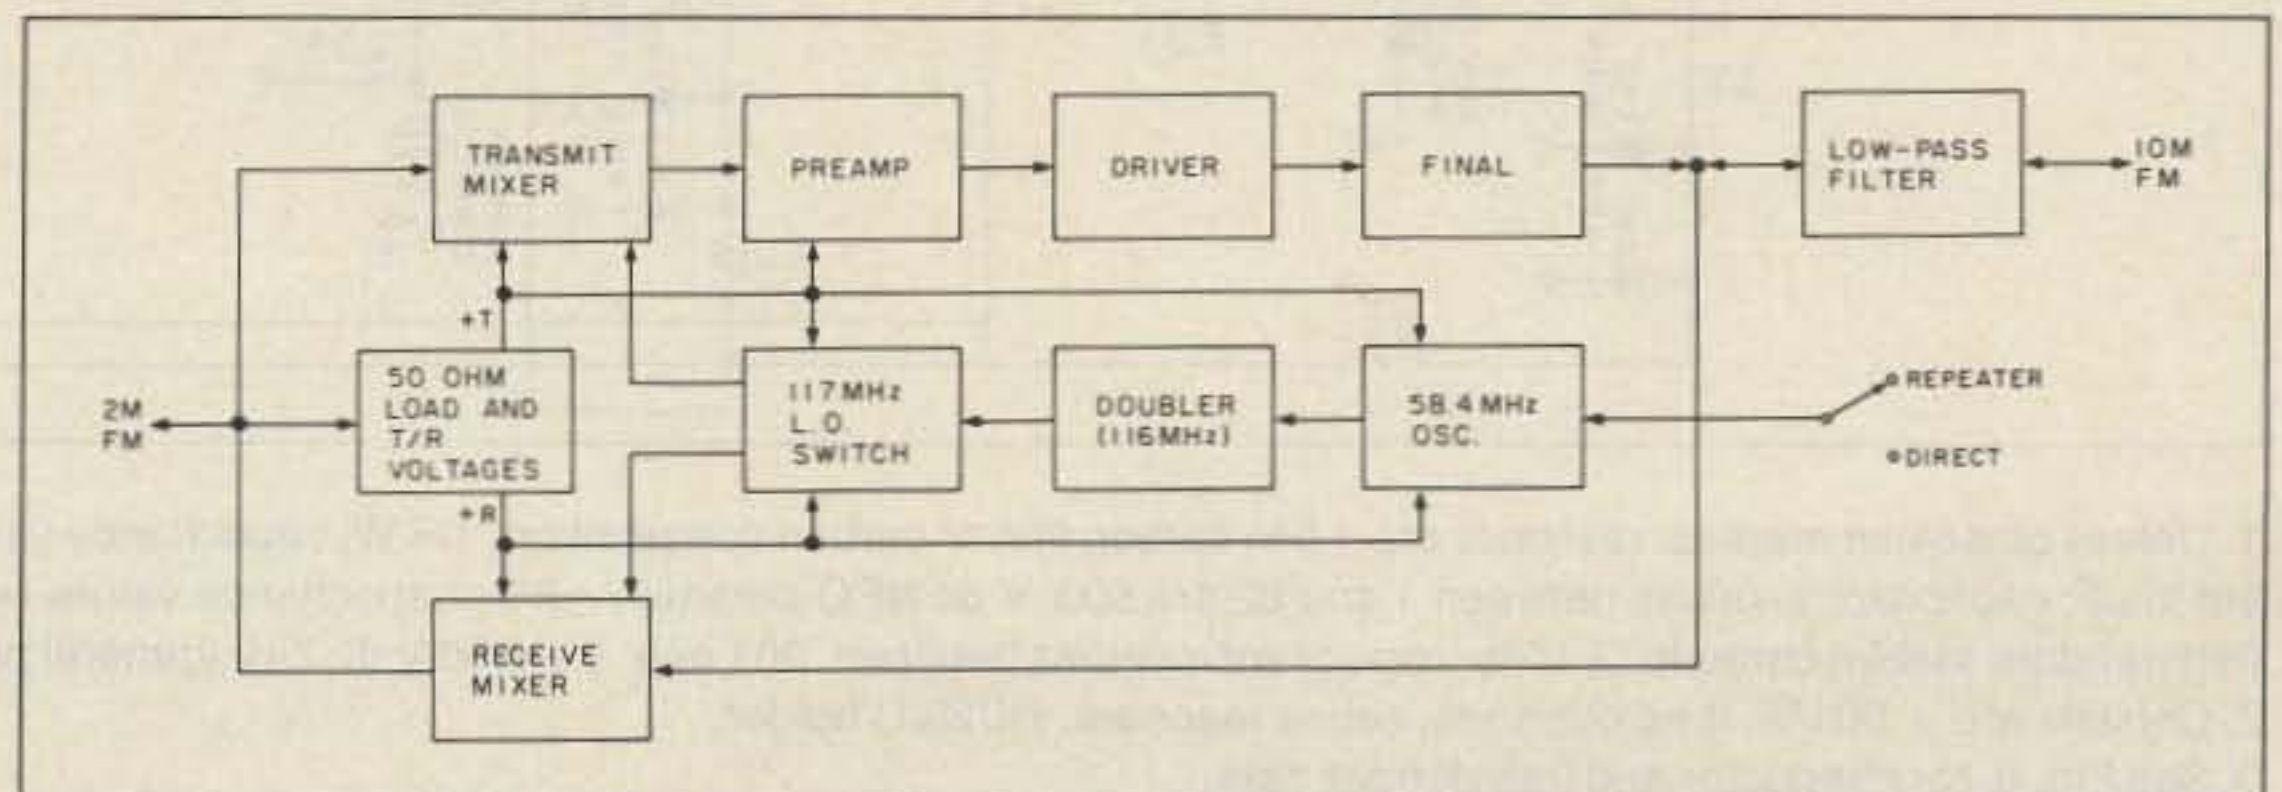 TRANSMIT
MIXER
PREAMP
DRIVER
FINAL
LOW-PASS
FILTER
10M
FM
+T
2M
FM
50 OHM
LOAD AND
T/R
VOLTAGES
117MHz
L.O.
SWITCH
DOUBLER
(116MHz)
58.4MHz
OSC.
REPEATER
DIRECT
+R
RECEIVE
MIXER